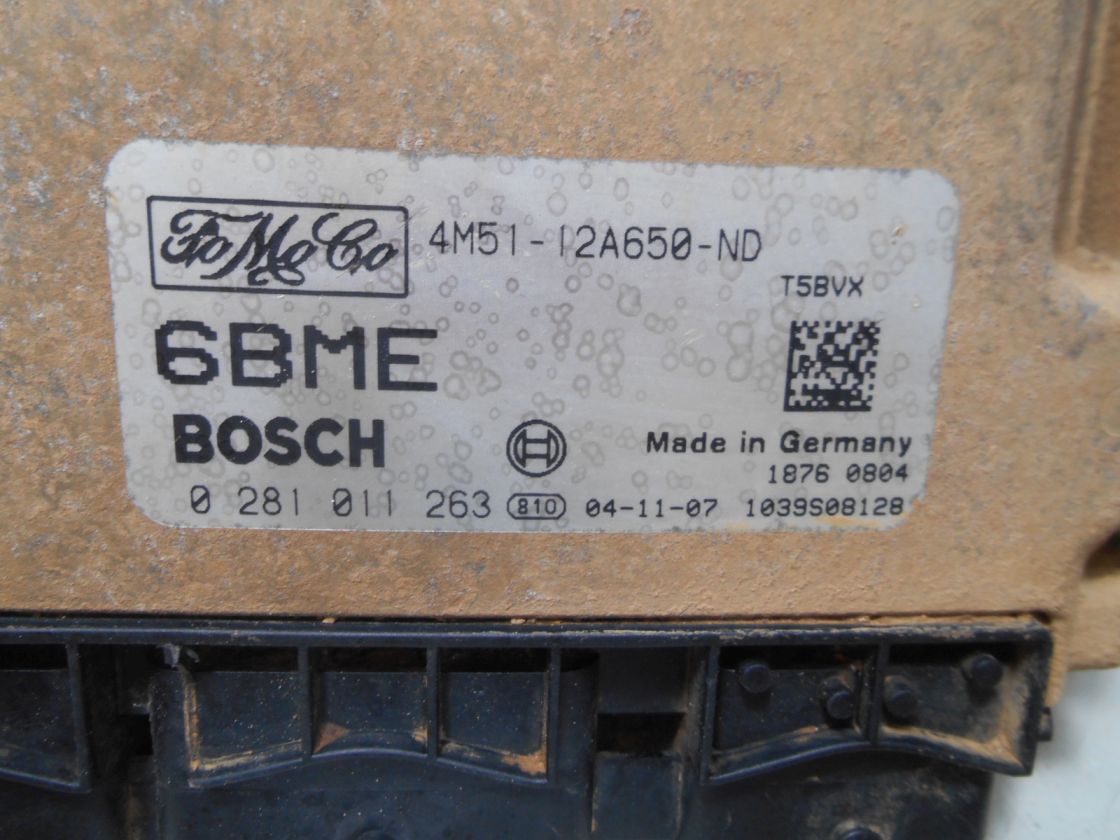 FoMoCo 4M51-12A650-ND
T5BVX
6BME
BOSCH
Made in Germany
1876 0804
0 281 011 263 810 04-11-07 1039S08128